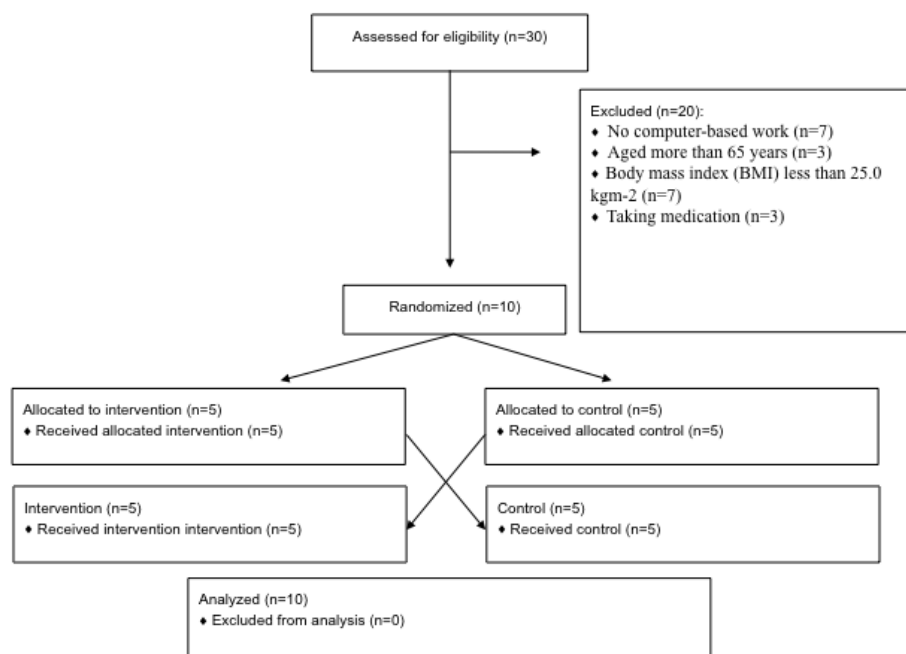 Assessed for eligibility (n=30)
Excluded (n=20):
♦ No computer-based work (n=7)
♦ Aged more than 65 years (n=3)
♦ Body mass index (BMI) less than 25.0
kgm-2 (n=7)
♦ Taking medication (n=3)
Randomized (n=10)
Allocated to intervention (n=5)
♦ Received allocated intervention (n=5)
Allocated to control (n=5)
♦ Received allocated control (n=5)
Intervention (n=5)
♦ Received intervention intervention (n=5)
Control (n=5)
♦ Received control (n=5)
Analyzed (n=10)
♦ Excluded from analysis (n=0)